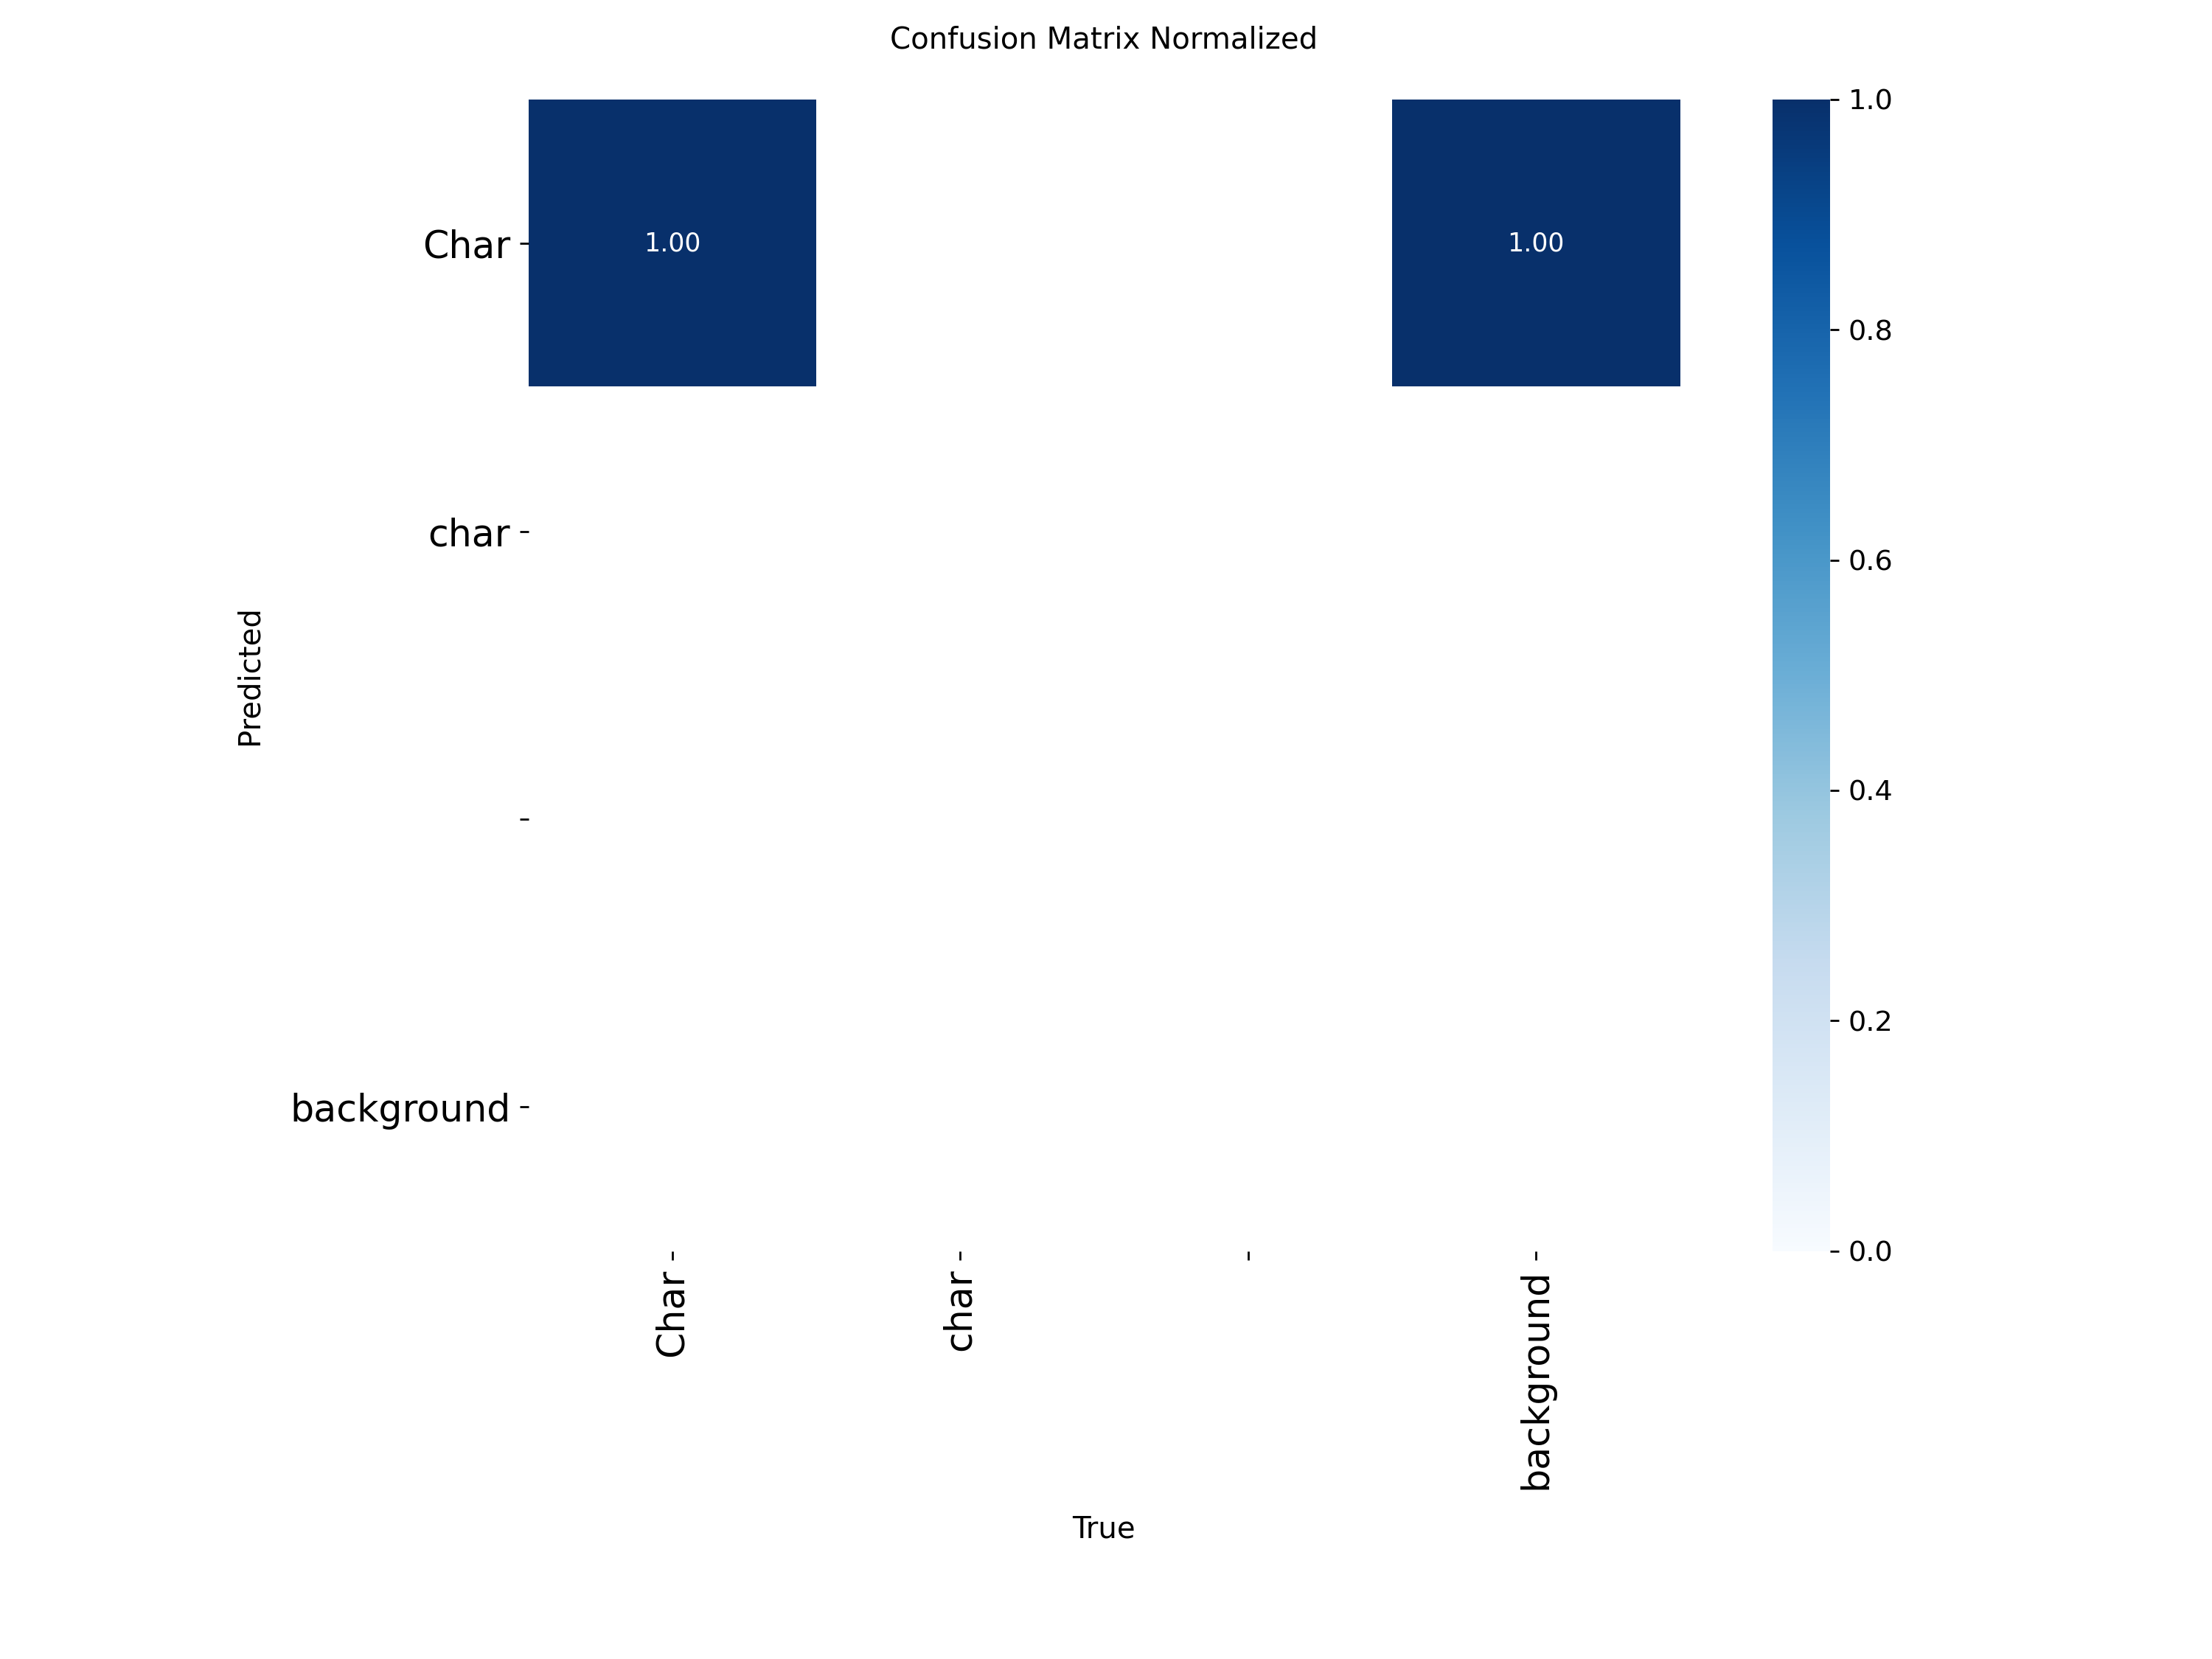 Confusion Matrix Normalized
1.0
Char
1.00
1.00
0.8
char
0.6
Predicted
0.4
0.2
background
0.0
Char
char
background
True